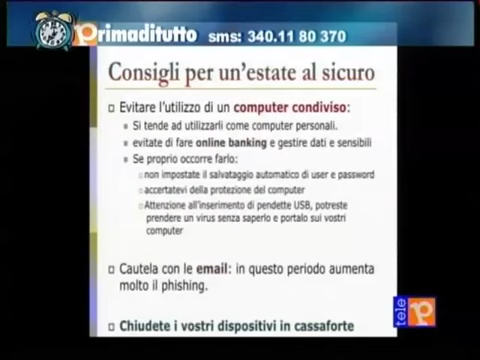 primaditutto sms: 340.11 80 370
Consigli per un'estate al sicuro
Evitare l'utilizzo di un computer condiviso:
Si tende ad utilizzarli come computer personali.
evitate di fare online banking e gestire dati e sensibili
Se proprio occorre farlo:
non impostate il salvataggio automatico di user e password
accertatevi della protezione del computer
Attenzione all'inserimento di pendette USB, potreste
prendere un virus senza saperlo e portalo sui vostri
computer
Cautela con le email: in questo periodo aumenta
molto il phishing.
Chiudete i vostri dispositivi in cassaforte
tele p